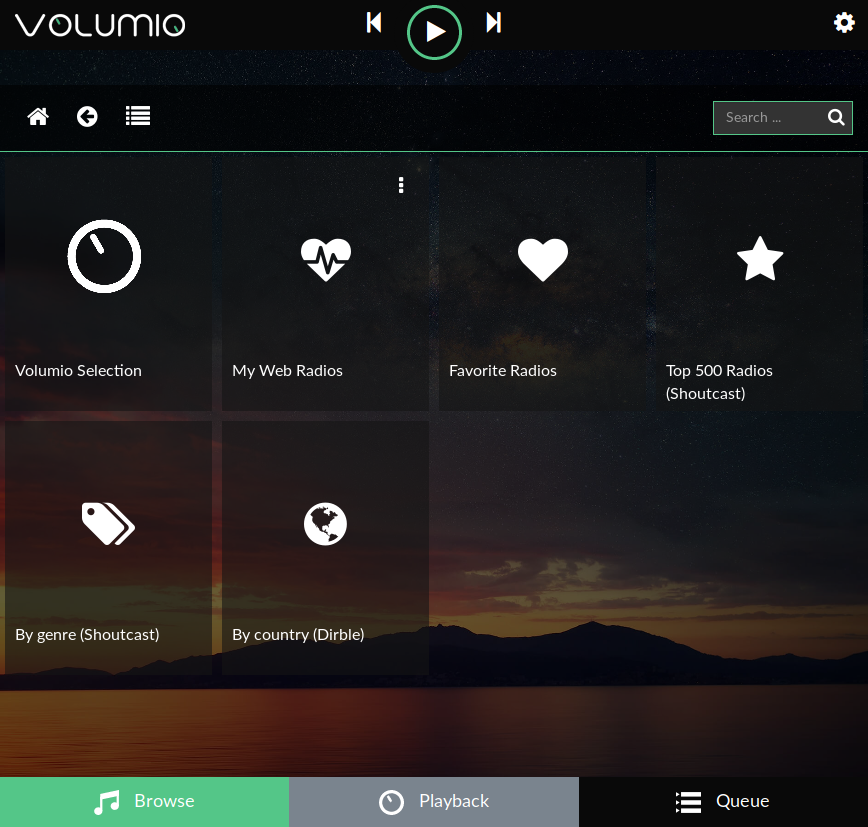 VOLUMIO
Search ...
Volumio Selection
My Web Radios
Favorite Radios
Top 500 Radios
(Shoutcast)
By genre (Shoutcast)
By country (Dirble)
Browse
Playback
Queue